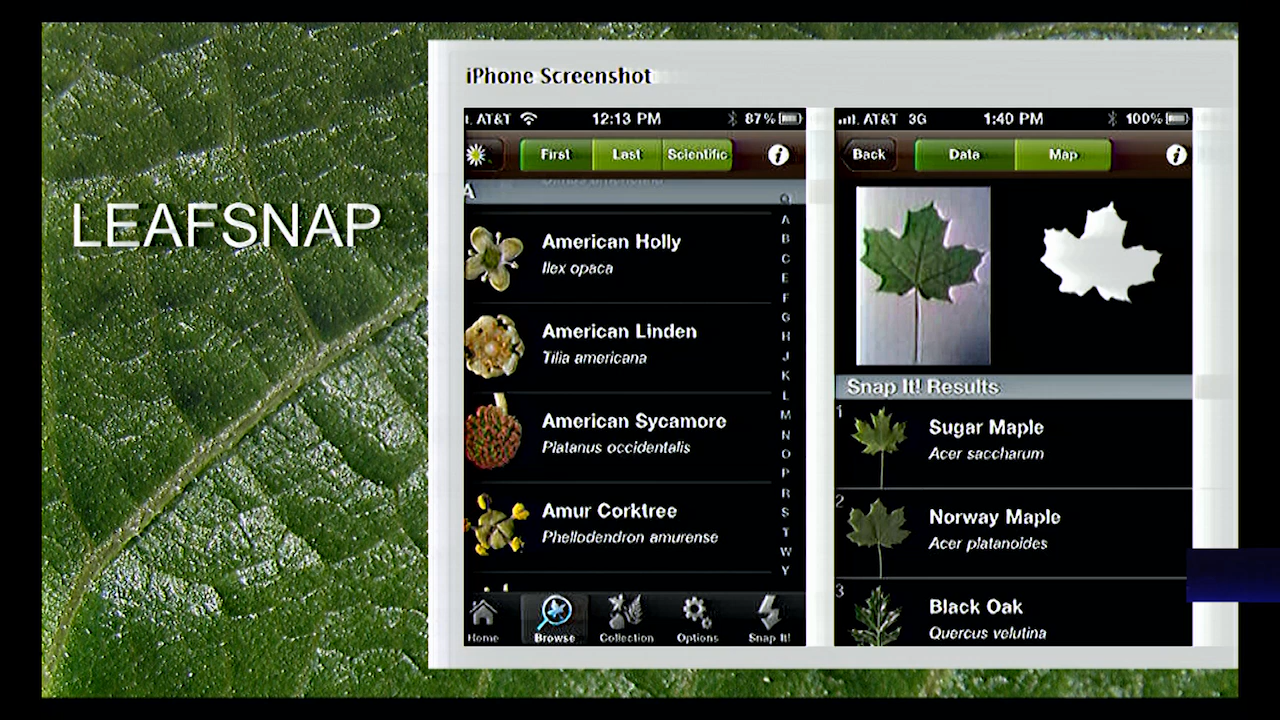 LEAFSNAP
iPhone Screenshot
AT&T 12:13 PM 87%
First Last Scientific i
A
American Holly
Ilex opaca
American Linden
Tilia americana
American Sycamore
Platanus occidentalis
Amur Corktree
Phellodendron amurense
Q
A
B
C
E
F
G
H
J
K
L
M
N
O
P
R
S
T
W
Y
Home Browse Collection Options Snap It!
AT&T 3G 1:40 PM 100%
Back Data Map i
Snap It! Results
1
Sugar Maple
Acer saccharum
2
Norway Maple
Acer platanoides
3
Black Oak
Quercus velutina